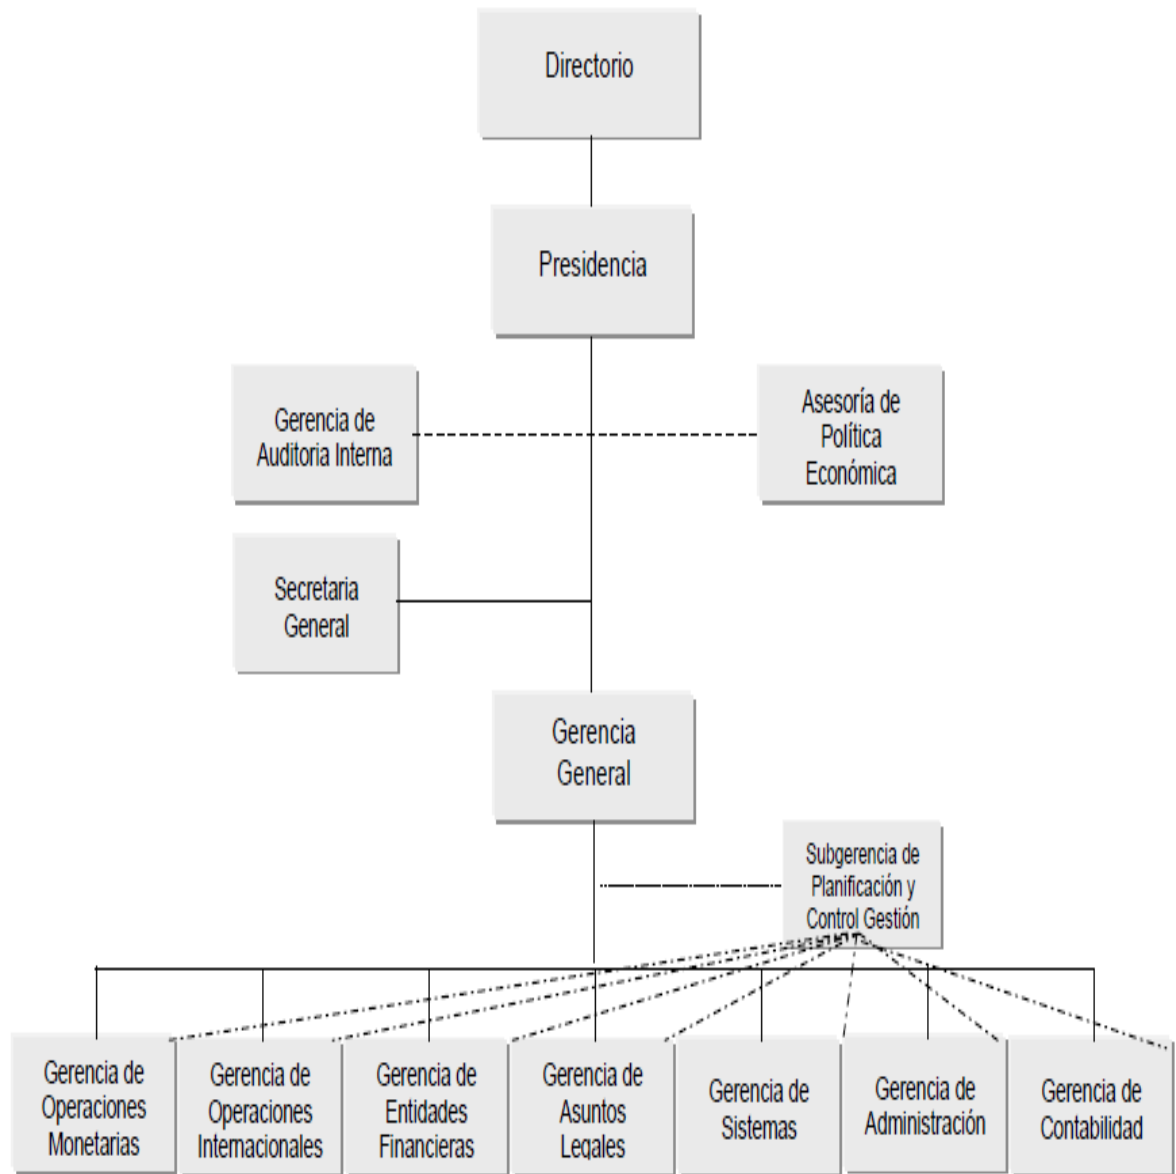 Directorio
Presidencia
Gerencia de
Auditoria Interna
Asesoría de
Política
Económica
Secretaria
General
Gerencia
General
Subgerencia de
Planificación y
Control Gestión
Gerencia de
Operaciones
Monetarias
Gerencia de
Operaciones
Internacionales
Gerencia de
Entidades
Financieras
Gerencia de
Asuntos
Legales
Gerencia de
Sistemas
Gerencia de
Administración
Gerencia de
Contabilidad